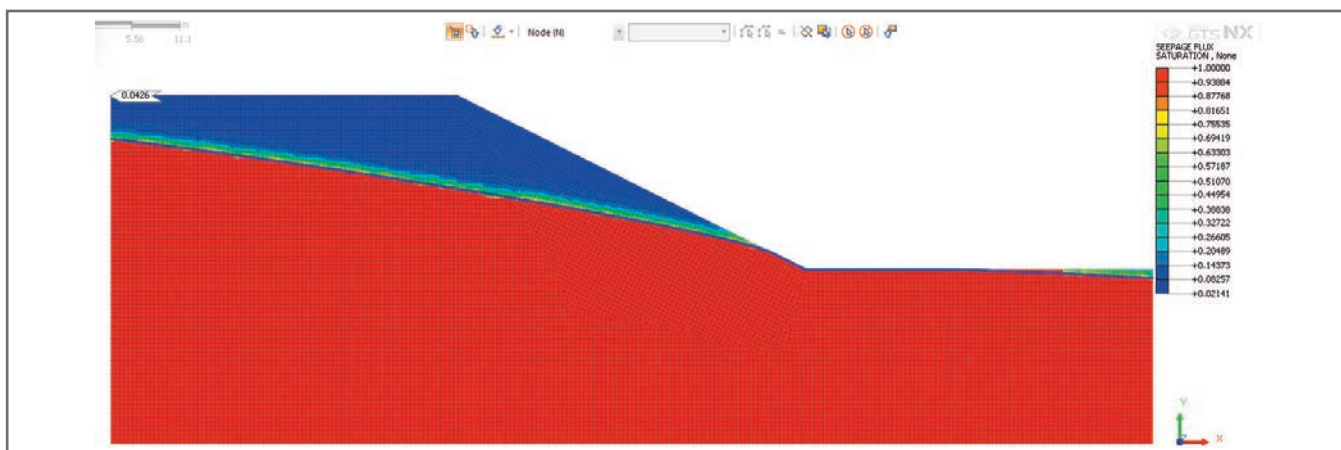 m
5.56 11.1
Node (N)
GTS NX
SEEPAGE FLUX
SATURATION , None
+1.00000
+0.93884
+0.87768
+0.81651
+0.75535
+0.69419
+0.63303
+0.57187
+0.51070
+0.44954
+0.38838
+0.32722
+0.26605
+0.20489
+0.14373
+0.08257
+0.02141
0.0426
Y
Z
X